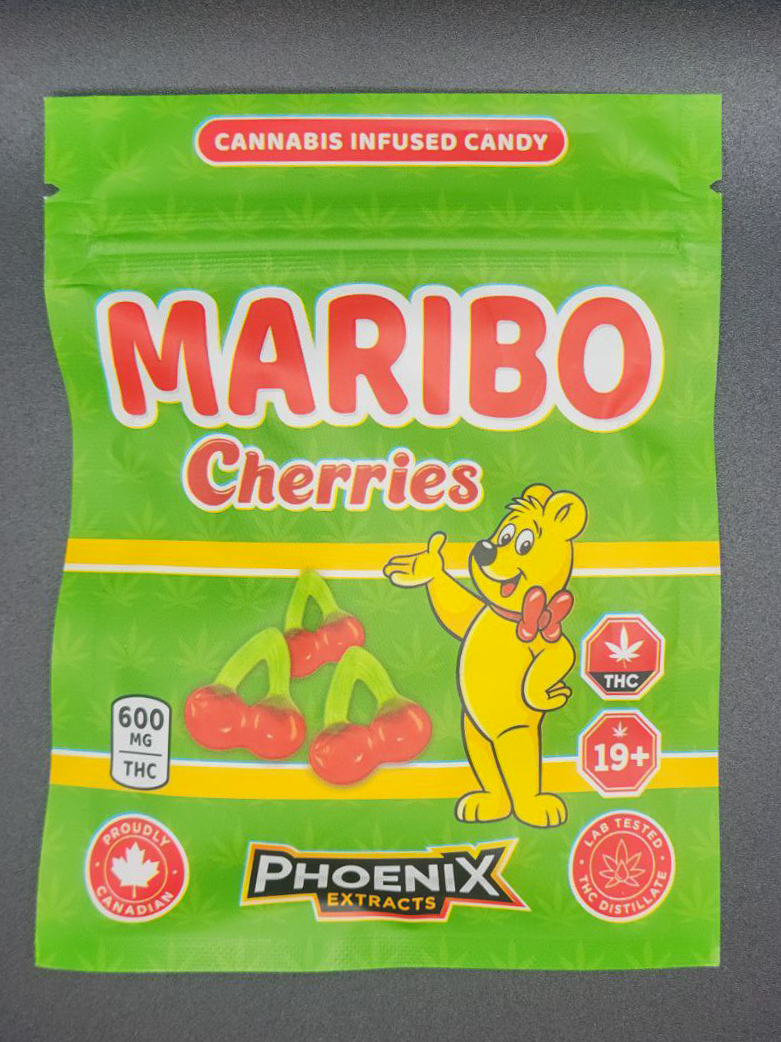 CANNABIS INFUSED CANDY
MARIBO
Cherries
THC
600
MG
THC
19+
PROUDLY
CANADIAN
PHOENIX
EXTRACTS
LAB TESTED
THC DISTILLATE